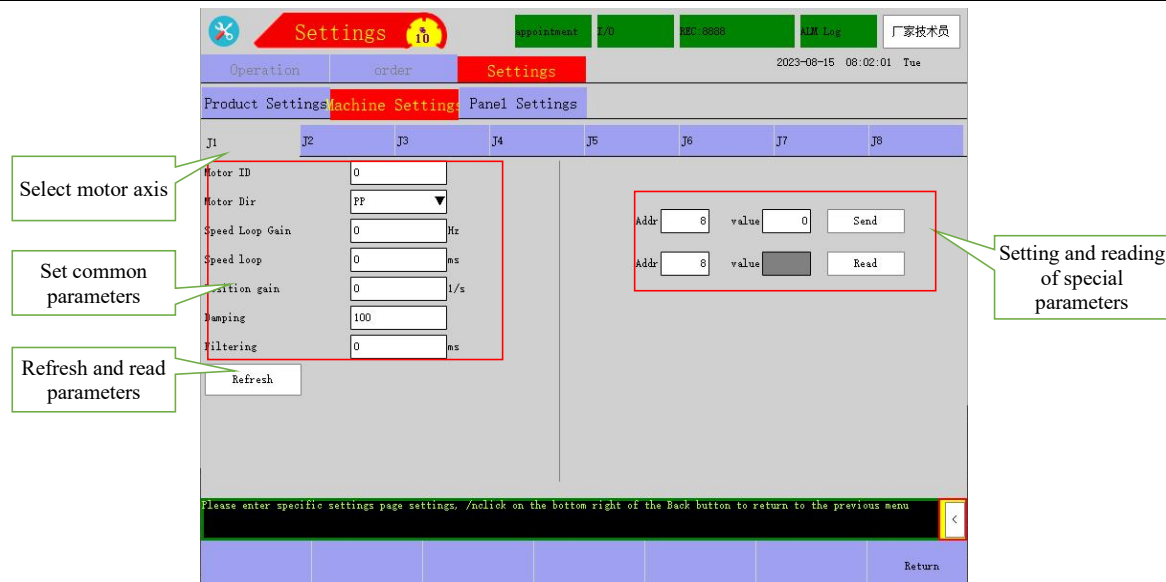 Settings
10
appointment
I/O
REC:8888
ALM Log
厂家技术员
Operation
order
Settings
2023-08-15 08:02:01 Tue
Product Settings
Machine Settings
Panel Settings
J1
J2
J3
J4
J5
J6
J7
J8
Select motor axis
Motor ID
0
Motor Dir
PP
Speed Loop Gain
0
Hz
Speed loop
0
ms
Position gain
0
1/s
Damping
100
Filtering
0
ms
Set common
parameters
Refresh and read
parameters
Refresh
Addr
8
value
0
Send
Addr
8
value
Read
Setting and reading
of special
parameters
Please enter specific settings page settings, /nclick on the bottom right of the Back button to return to the previous menu
<
Return